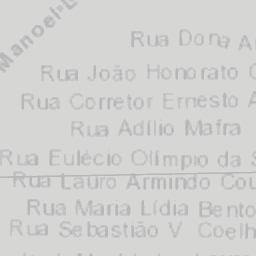 Manoel
Rua Dona A
Rua João Honorato C
Rua Corretor Ernesto A
Rua Adílio Mafra
Rua Eulécio Olímpio da S
Rua Lauro Armindo Cou
Rua Maria Lídia Bento
Rua Sebastião V Coelh